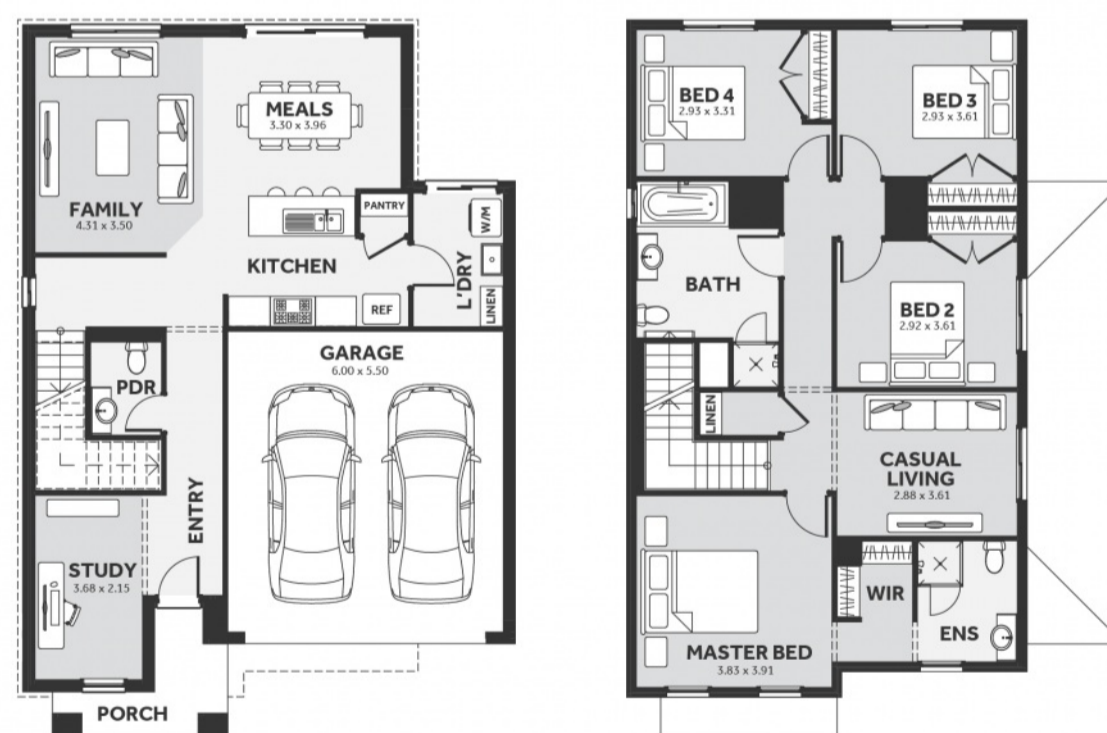 MEALS
3.30 x 3.96
FAMILY
4.31 x 3.50
PANTRY
W/M
KITCHEN
L'DRY
LINEN
REF
GARAGE
6.00 x 5.50
PDR
ENTRY
STUDY
3.68 x 2.15
PORCH
BED 4
2.93 x 3.31
BED 3
2.93 x 3.61
BATH
BED 2
2.92 x 3.61
LINEN
CASUAL
LIVING
2.88 x 3.61
WIR
ENS
MASTER BED
3.83 x 3.91